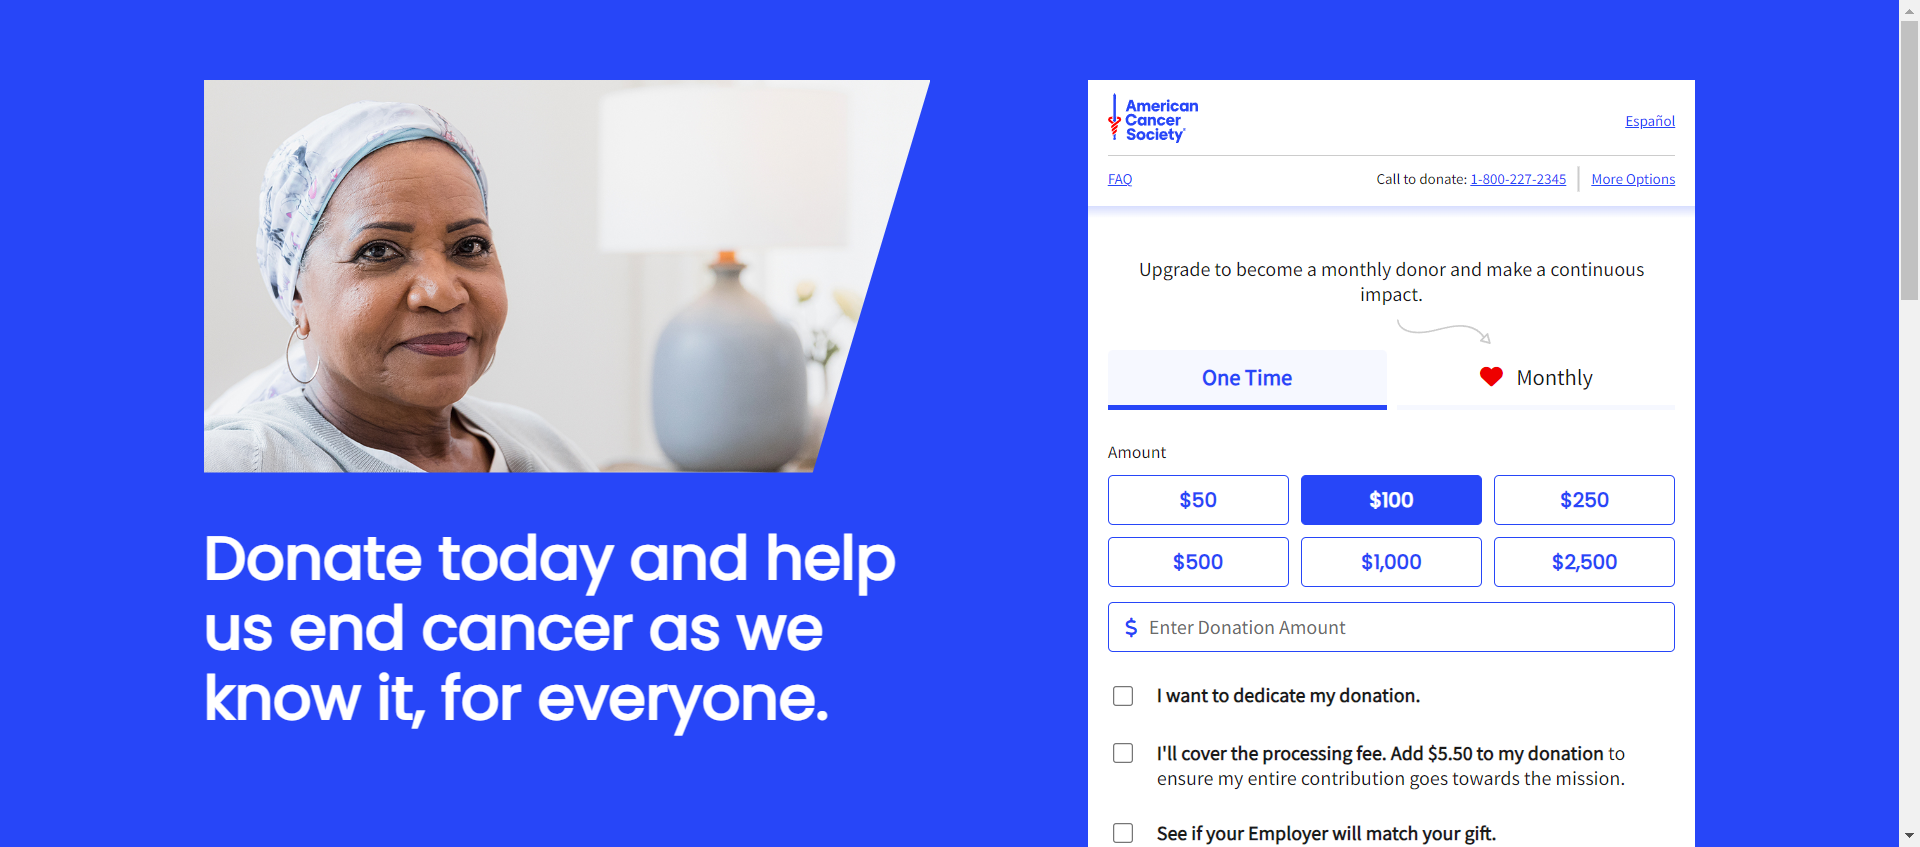 Donate today and help
us end cancer as we
know it, for everyone.
American
Cancer
Society
Español
FAQ
Call to donate: 1-800-227-2345
More Options
Upgrade to become a monthly donor and make a continuous
impact.
One Time
Monthly
Amount
$50
$100
$250
$500
$1,000
$2,500
$ Enter Donation Amount
I want to dedicate my donation.
I'll cover the processing fee. Add $5.50 to my donation to
ensure my entire contribution goes towards the mission.
See if your Employer will match your gift.